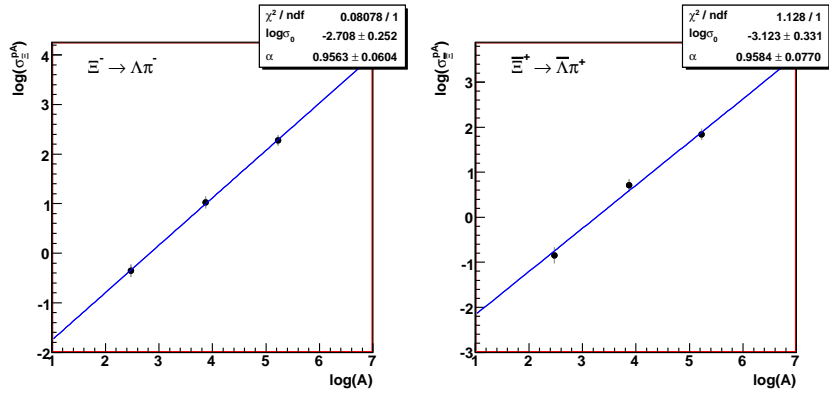 χ² / ndf 0.08078 / 1
logσ₀ -2.708 ± 0.252
α 0.9563 ± 0.0604
Ξ⁻ → Λπ⁻
log(σ_Ξ^pA)
4
3
2
1
0
-1
-2
1 2 3 4 5 6 7
log(A)
χ² / ndf 1.128 / 1
logσ₀ -3.123 ± 0.331
α 0.9584 ± 0.0770
Ξ̅⁺ → Λ̅π⁺
3
2
1
0
-1
-2
-3
1 2 3 4 5 6 7
log(A)